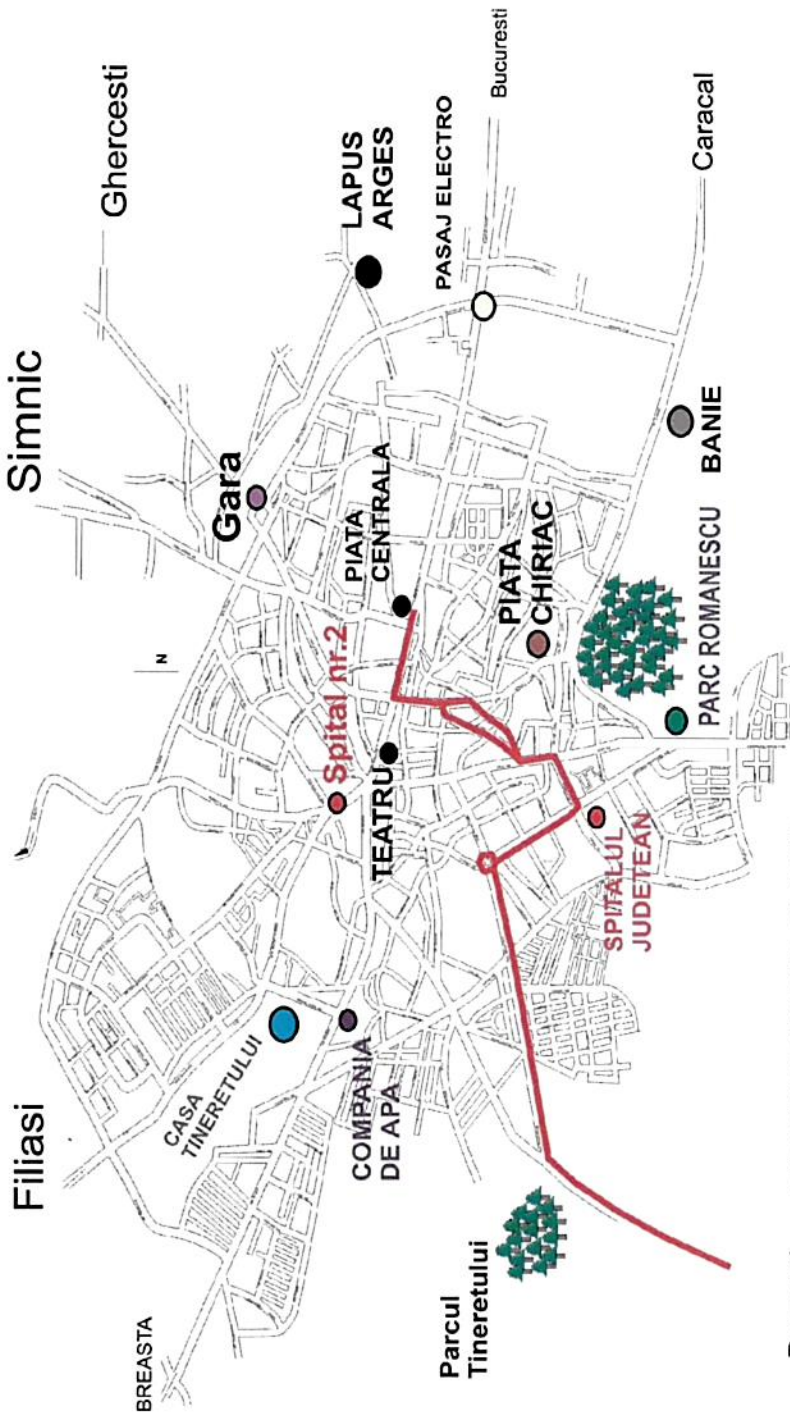 Filiasi
Simnic
Ghercesti
BREASTA
CASA
TINERETULUI
COMPANIA
DE APA
Spital nr.2
Gara
LAPUS
ARGES
N
TEATRU
PIATA
CENTRALA
PASAJ ELECTRO
Bucuresti
Parcul
Tineretului
PIATA
CHIRIAC
SPITALUL
JUDETEAN
PARC ROMANESCU
BANIE
Caracal